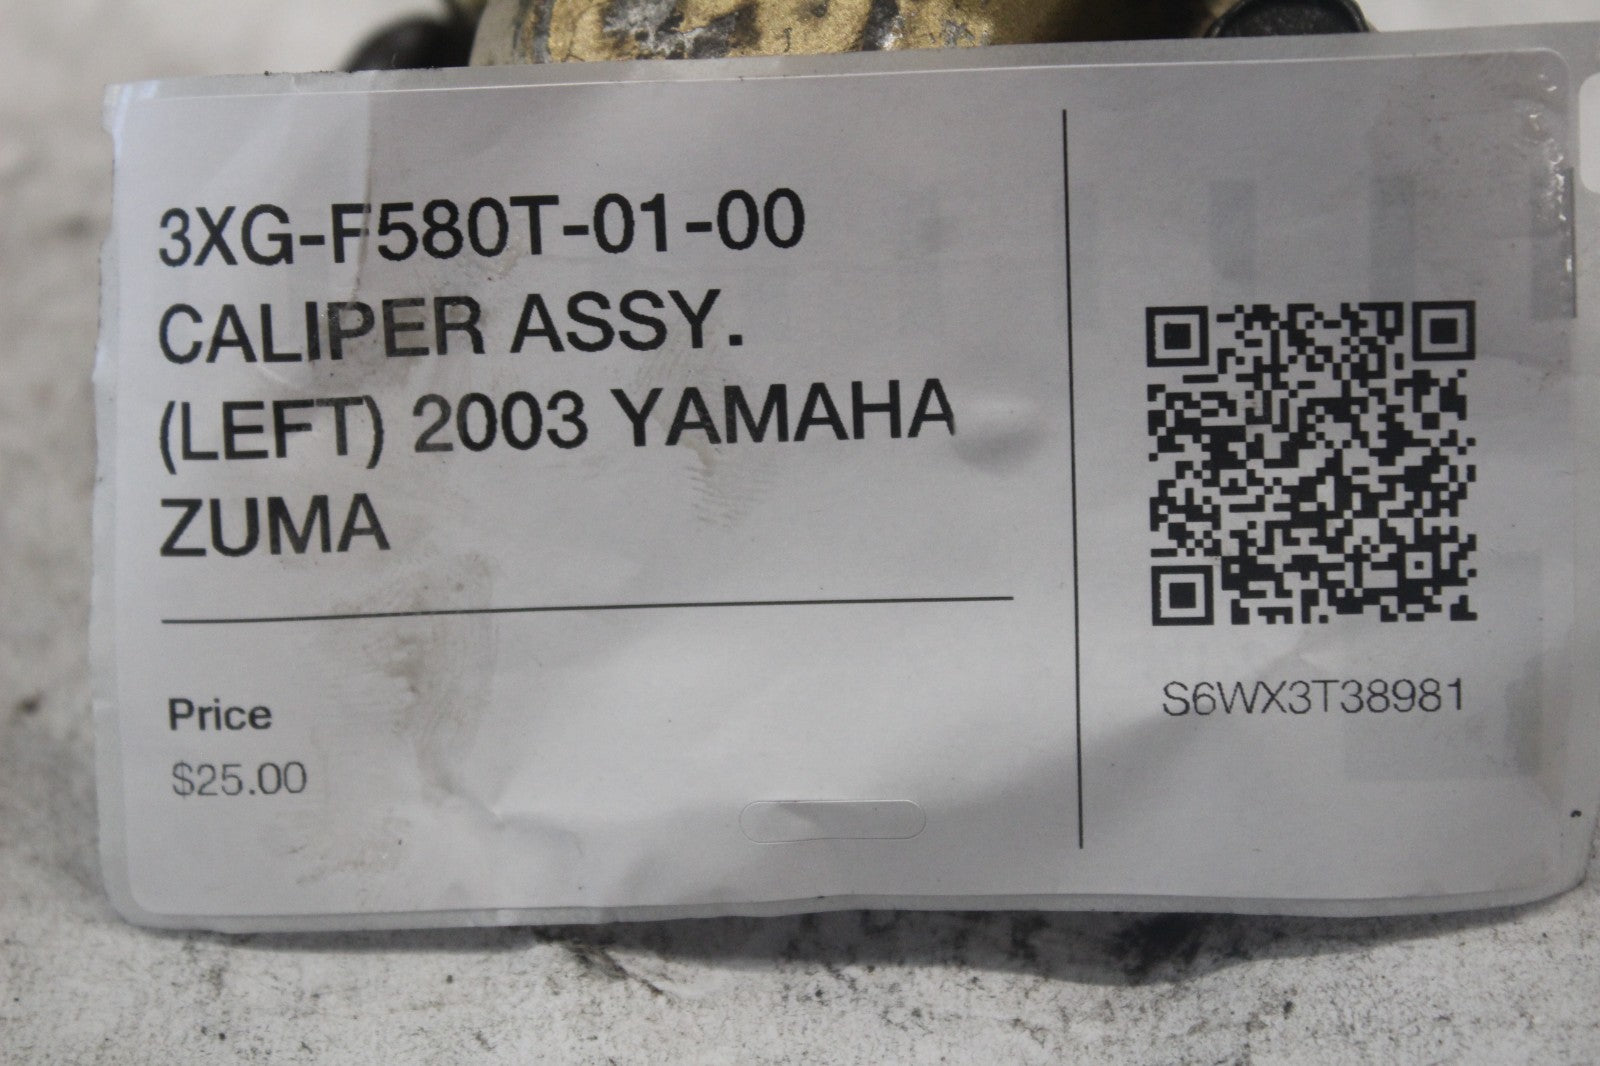 3XG-F580T-01-00
CALIPER ASSY.
(LEFT) 2003 YAMAHA
ZUMA
Price
$25.00
S6WX3T38981